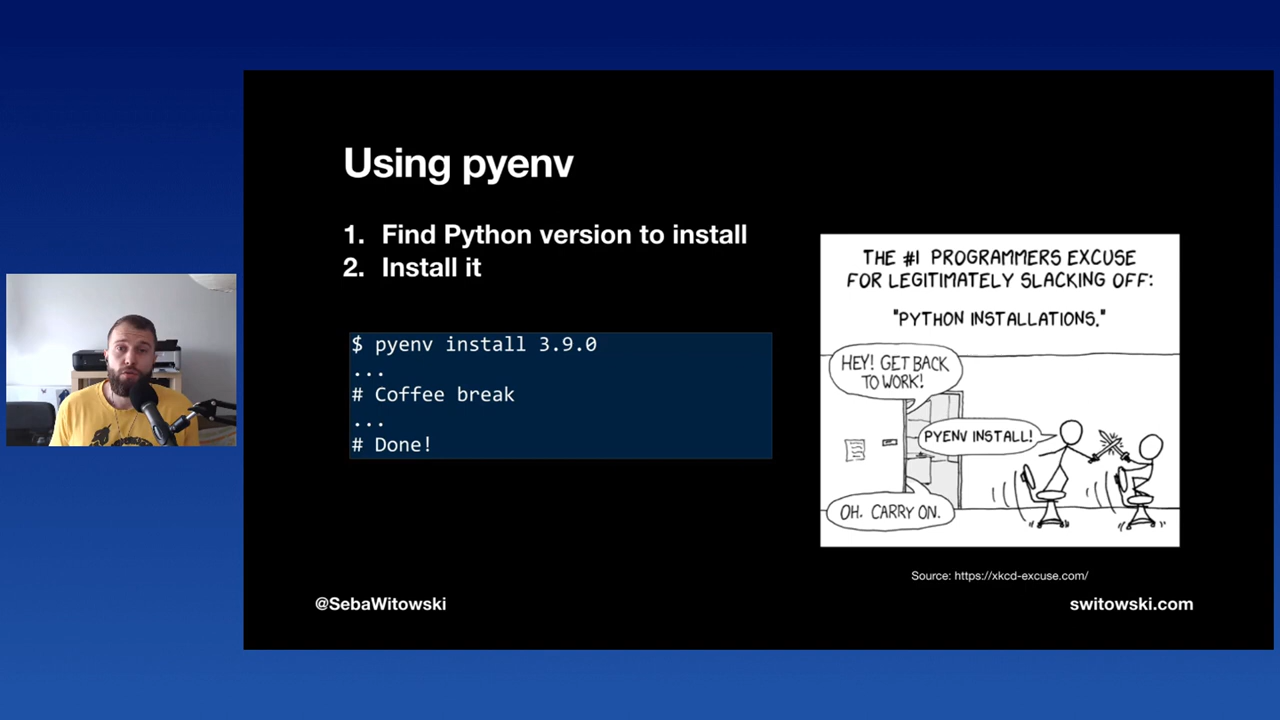 Using pyenv
1. Find Python version to install
2. Install it
$ pyenv install 3.9.0
...
# Coffee break
...
# Done!
THE #1 PROGRAMMERS EXCUSE
FOR LEGITIMATELY SLACKING OFF:
"PYTHON INSTALLATIONS."
HEY! GET BACK
TO WORK!
PYENV INSTALL!
OH. CARRY ON.
Source: https://xkcd-excuse.com/
@SebaWitowski
switowski.com